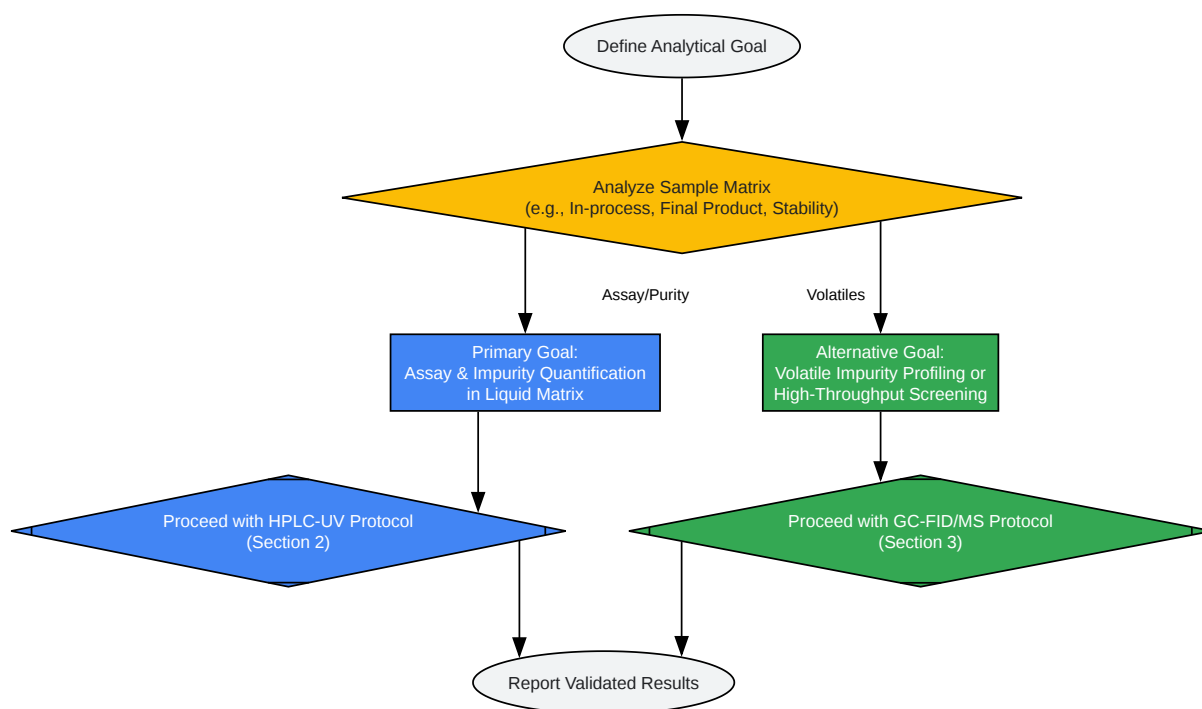 Define Analytical Goal
Analyze Sample Matrix
(e.g., In-process, Final Product, Stability)
Assay/Purity
Volatiles
Primary Goal:
Assay & Impurity Quantification
in Liquid Matrix
Alternative Goal:
Volatile Impurity Profiling or
High-Throughput Screening
Proceed with HPLC-UV Protocol
(Section 2)
Proceed with GC-FID/MS Protocol
(Section 3)
Report Validated Results